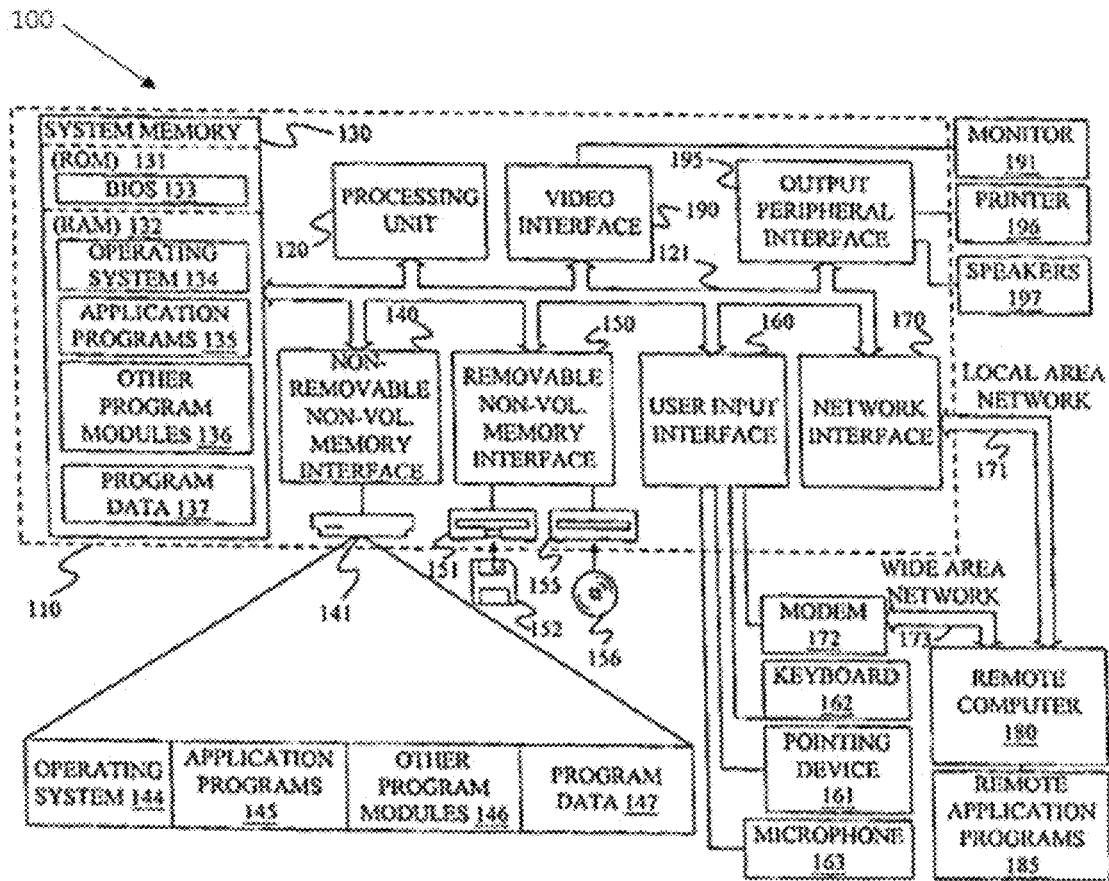 100
SYSTEM MEMORY
130
(ROM) 131
BIOS 133
(RAM) 132
OPERATING
SYSTEM 134
APPLICATION
PROGRAMS 135
OTHER
PROGRAM
MODULES 136
PROGRAM
DATA 137
110
PROCESSING
UNIT
120
VIDEO
INTERFACE
190
195
OUTPUT
PERIPHERAL
INTERFACE
121
MONITOR
191
PRINTER
196
SPEAKERS
197
140
NON-
REMOVABLE
NON-VOL.
MEMORY
INTERFACE
150
REMOVABLE
NON-VOL.
MEMORY
INTERFACE
160
USER INPUT
INTERFACE
170
NETWORK
INTERFACE
LOCAL AREA
NETWORK
171
141
151
152
155
156
WIDE AREA
NETWORK
173
MODEM
172
KEYBOARD
162
POINTING
DEVICE
161
MICROPHONE
163
REMOTE
COMPUTER
180
REMOTE
APPLICATION
PROGRAMS
185
OPERATING
SYSTEM 144
APPLICATION
PROGRAMS
145
OTHER
PROGRAM
MODULES 146
PROGRAM
DATA 147